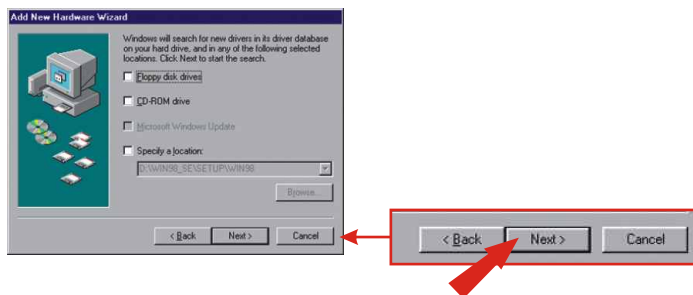 Add New Hardware Wizard
Windows will search for new drivers in its driver database
on your hard drive, and in any of the following selected
locations. Click Next to start the search.
Floppy disk drives
CD-ROM drive
Microsoft Windows Update
Specify a location:
D:\WIN98_SE\SETUP\WIN98
Browse...
< Back Next > Cancel
< Back Next > Cancel